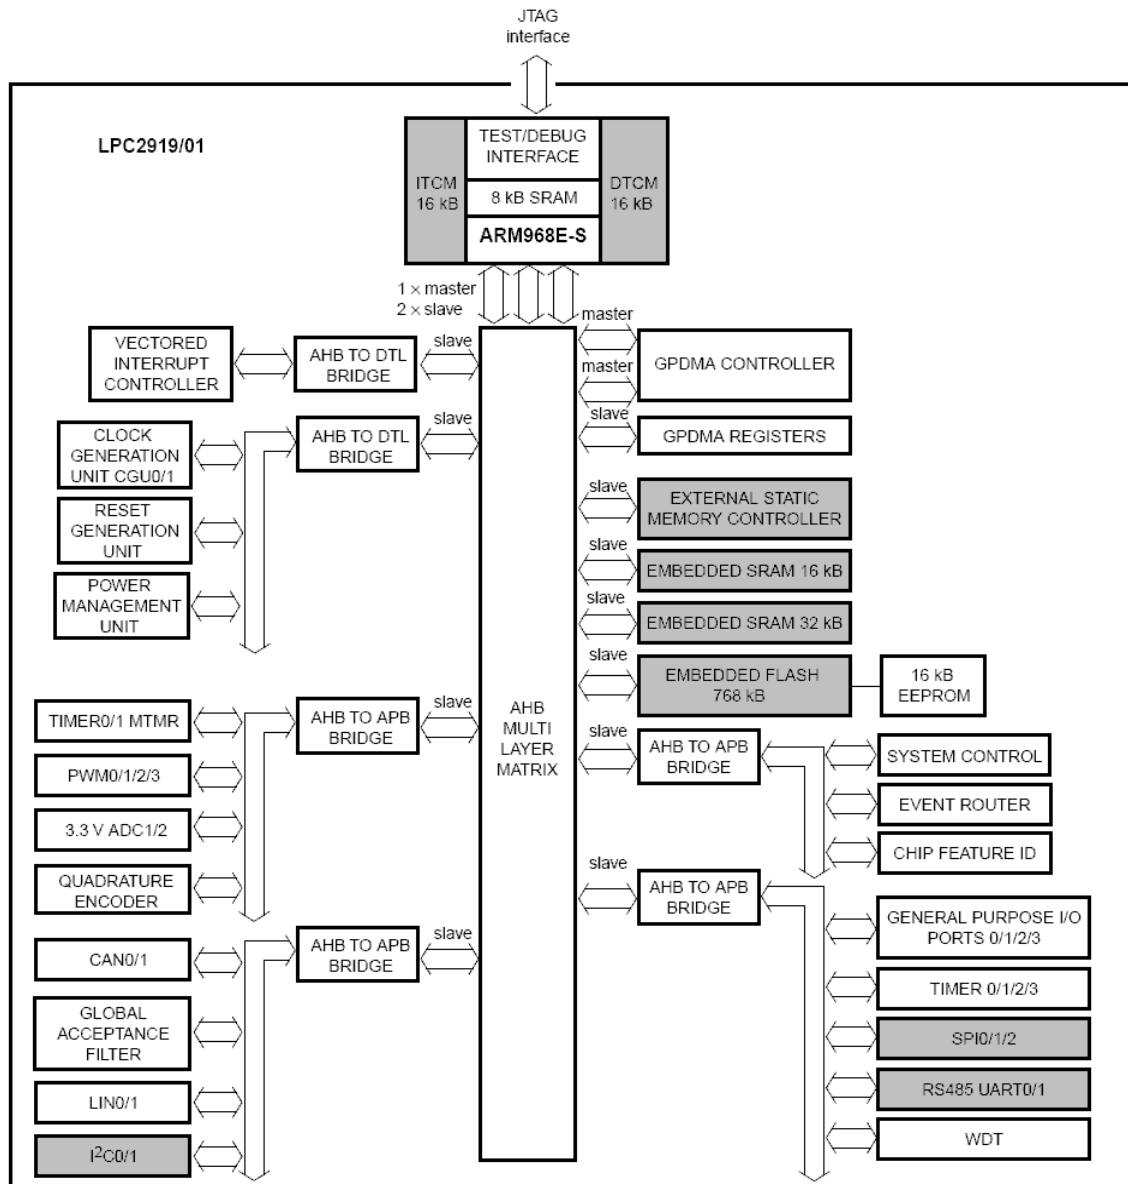 JTAG
interface
LPC2919/01
ITCM
16 kB
TEST/DEBUG
INTERFACE
8 kB SRAM
ARM968E-S
DTCM
16 kB
1 × master
2 × slave
master
master
slave
GPDMA CONTROLLER
GPDMA REGISTERS
VECTORED
INTERRUPT
CONTROLLER
AHB TO DTL
BRIDGE
slave
CLOCK
GENERATION
UNIT CGU0/1
AHB TO DTL
BRIDGE
slave
RESET
GENERATION
UNIT
POWER
MANAGEMENT
UNIT
slave
EXTERNAL STATIC
MEMORY CONTROLLER
slave
EMBEDDED SRAM 16 kB
slave
EMBEDDED SRAM 32 kB
slave
EMBEDDED FLASH
768 kB
16 kB
EEPROM
AHB
MULTI
LAYER
MATRIX
TIMER0/1 MTMR
AHB TO APB
BRIDGE
slave
PWM0/1/2/3
3.3 V ADC1/2
QUADRATURE
ENCODER
slave
AHB TO APB
BRIDGE
SYSTEM CONTROL
EVENT ROUTER
CHIP FEATURE ID
CAN0/1
AHB TO APB
BRIDGE
slave
GLOBAL
ACCEPTANCE
FILTER
LIN0/1
I²C0/1
slave
AHB TO APB
BRIDGE
GENERAL PURPOSE I/O
PORTS 0/1/2/3
TIMER 0/1/2/3
SPI0/1/2
RS485 UART0/1
WDT